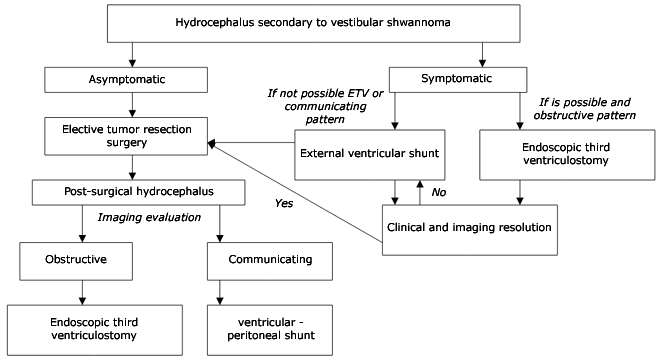 Hydrocephalus secondary to vestibular shwannoma
Asymptomatic
Symptomatic
If not possible ETV or
communicating
pattern
If is possible and
obstructive pattern
Elective tumor resection
surgery
External ventricular shunt
Endoscopic third
ventriculostomy
Post-surgical hydrocephalus
Yes
No
Imaging evaluation
Clinical and imaging resolution
Obstructive
Communicating
Endoscopic third
ventriculostomy
ventricular -
peritoneal shunt